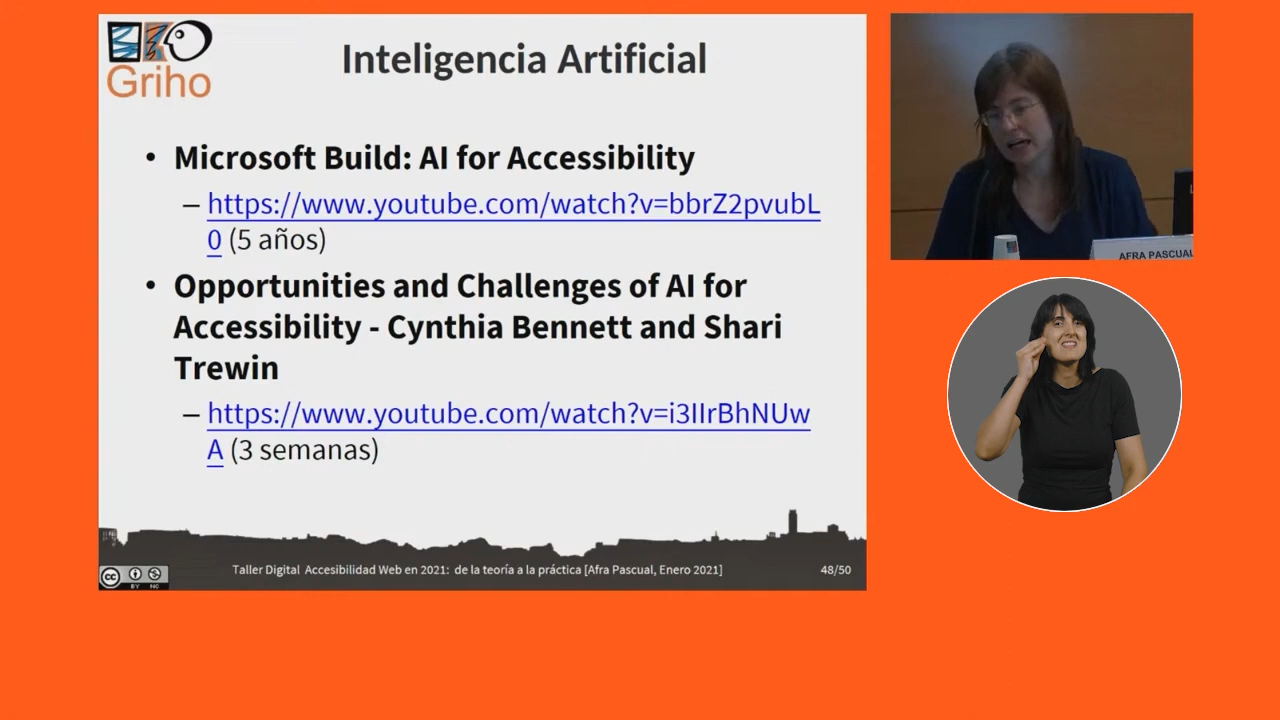 Griho
Inteligencia Artificial
• Microsoft Build: AI for Accessibility
– https://www.youtube.com/watch?v=bbrZ2pvubL
0 (5 años)
• Opportunities and Challenges of AI for
Accessibility - Cynthia Bennett and Shari
Trewin
– https://www.youtube.com/watch?v=i3IIrBhNUw
A (3 semanas)
cc BY NC
Taller Digital Accesibilidad Web en 2021: de la teoría a la práctica [Afra Pascual, Enero 2021]
48/50
AFRA PASCUAL